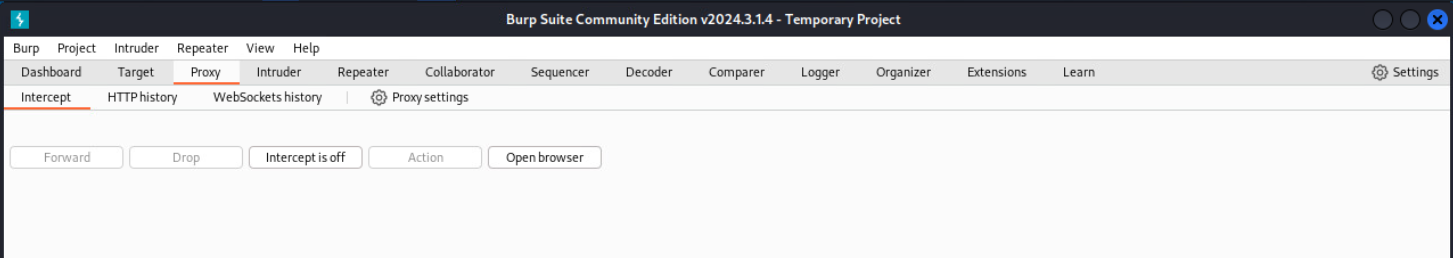 Burp Suite Community Edition v2024.3.1.4 - Temporary Project
Burp Project Intruder Repeater View Help
Dashboard Target Proxy Intruder Repeater Collaborator Sequencer Decoder Comparer Logger Organizer Extensions Learn Settings
Intercept HTTP history WebSockets history Proxy settings
Forward Drop Intercept is off Action Open browser